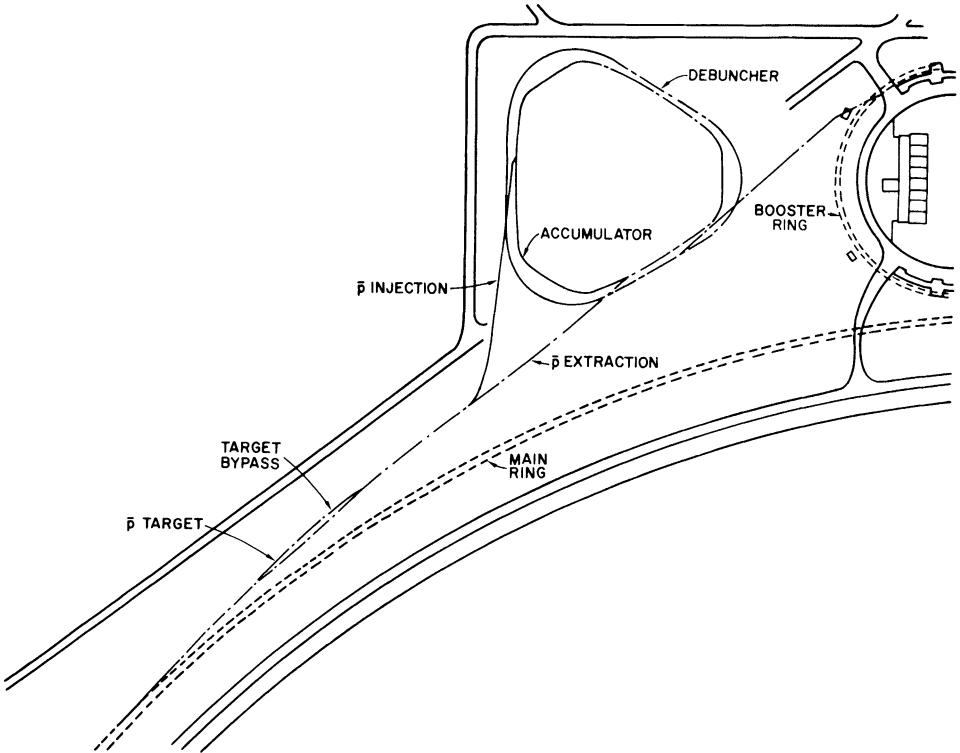 DEBUNCHER
BOOSTER
RING
ACCUMULATOR
p̄ INJECTION
p̄ EXTRACTION
TARGET
BYPASS
MAIN
RING
p̄ TARGET